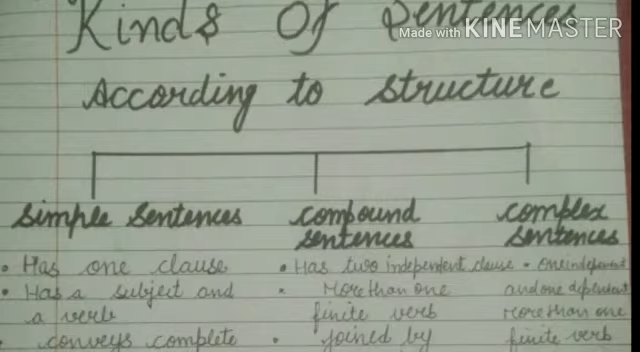 Kinds Of Sentences
Made with KINEMASTER
According to structure
simple sentences
compound sentences
complex sentences
• Has one clause
• Has a subject and
a verb
• conveys complete
• Has two independent clause
• More than one
finite verb
• joined by
• one independent
and one dependent
More than one
finite verb